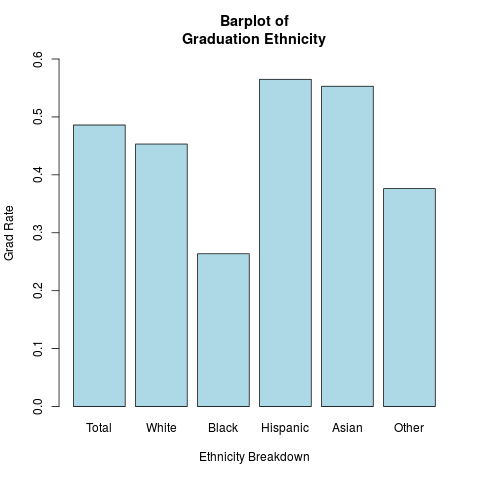 Barplot of
Graduation Ethnicity
Grad Rate
0.6
0.5
0.4
0.3
0.2
0.1
0.0
Total White Black Hispanic Asian Other
Ethnicity Breakdown